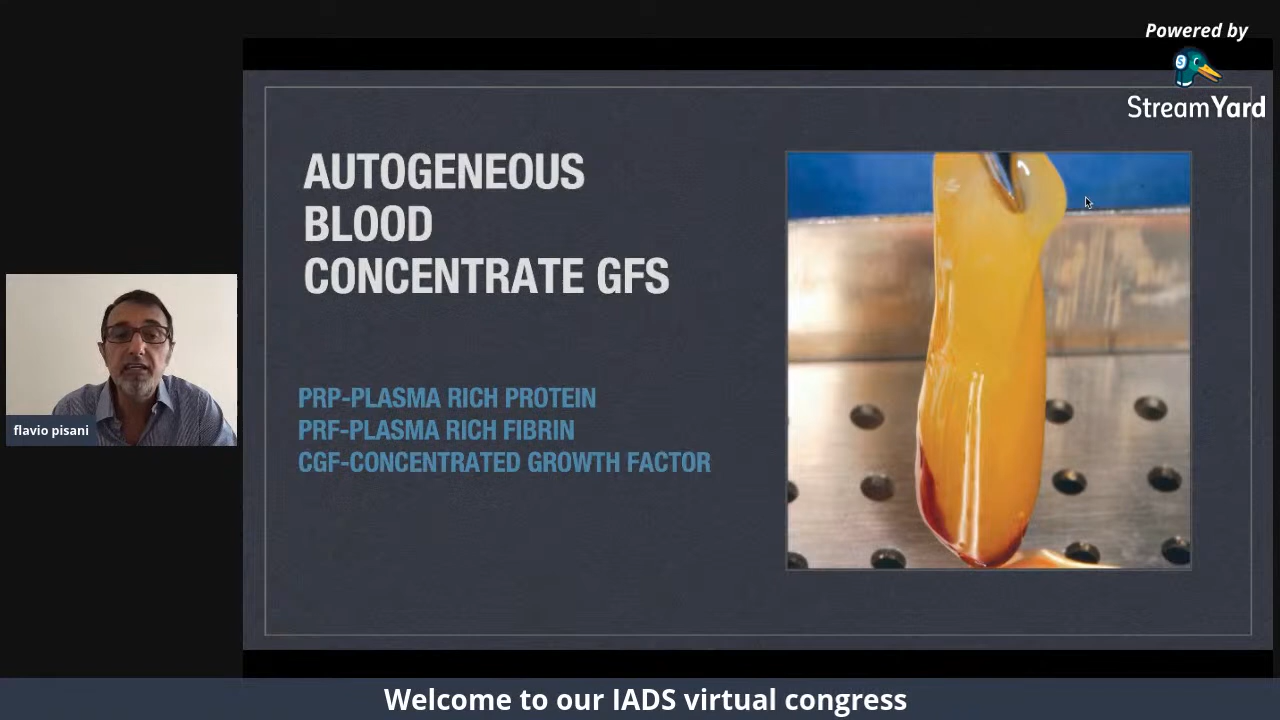 Powered by
StreamYard
AUTOGENEOUS
BLOOD
CONCENTRATE GFS
PRP-PLASMA RICH PROTEIN
PRF-PLASMA RICH FIBRIN
CGF-CONCENTRATED GROWTH FACTOR
flavio pisani
Welcome to our IADS virtual congress